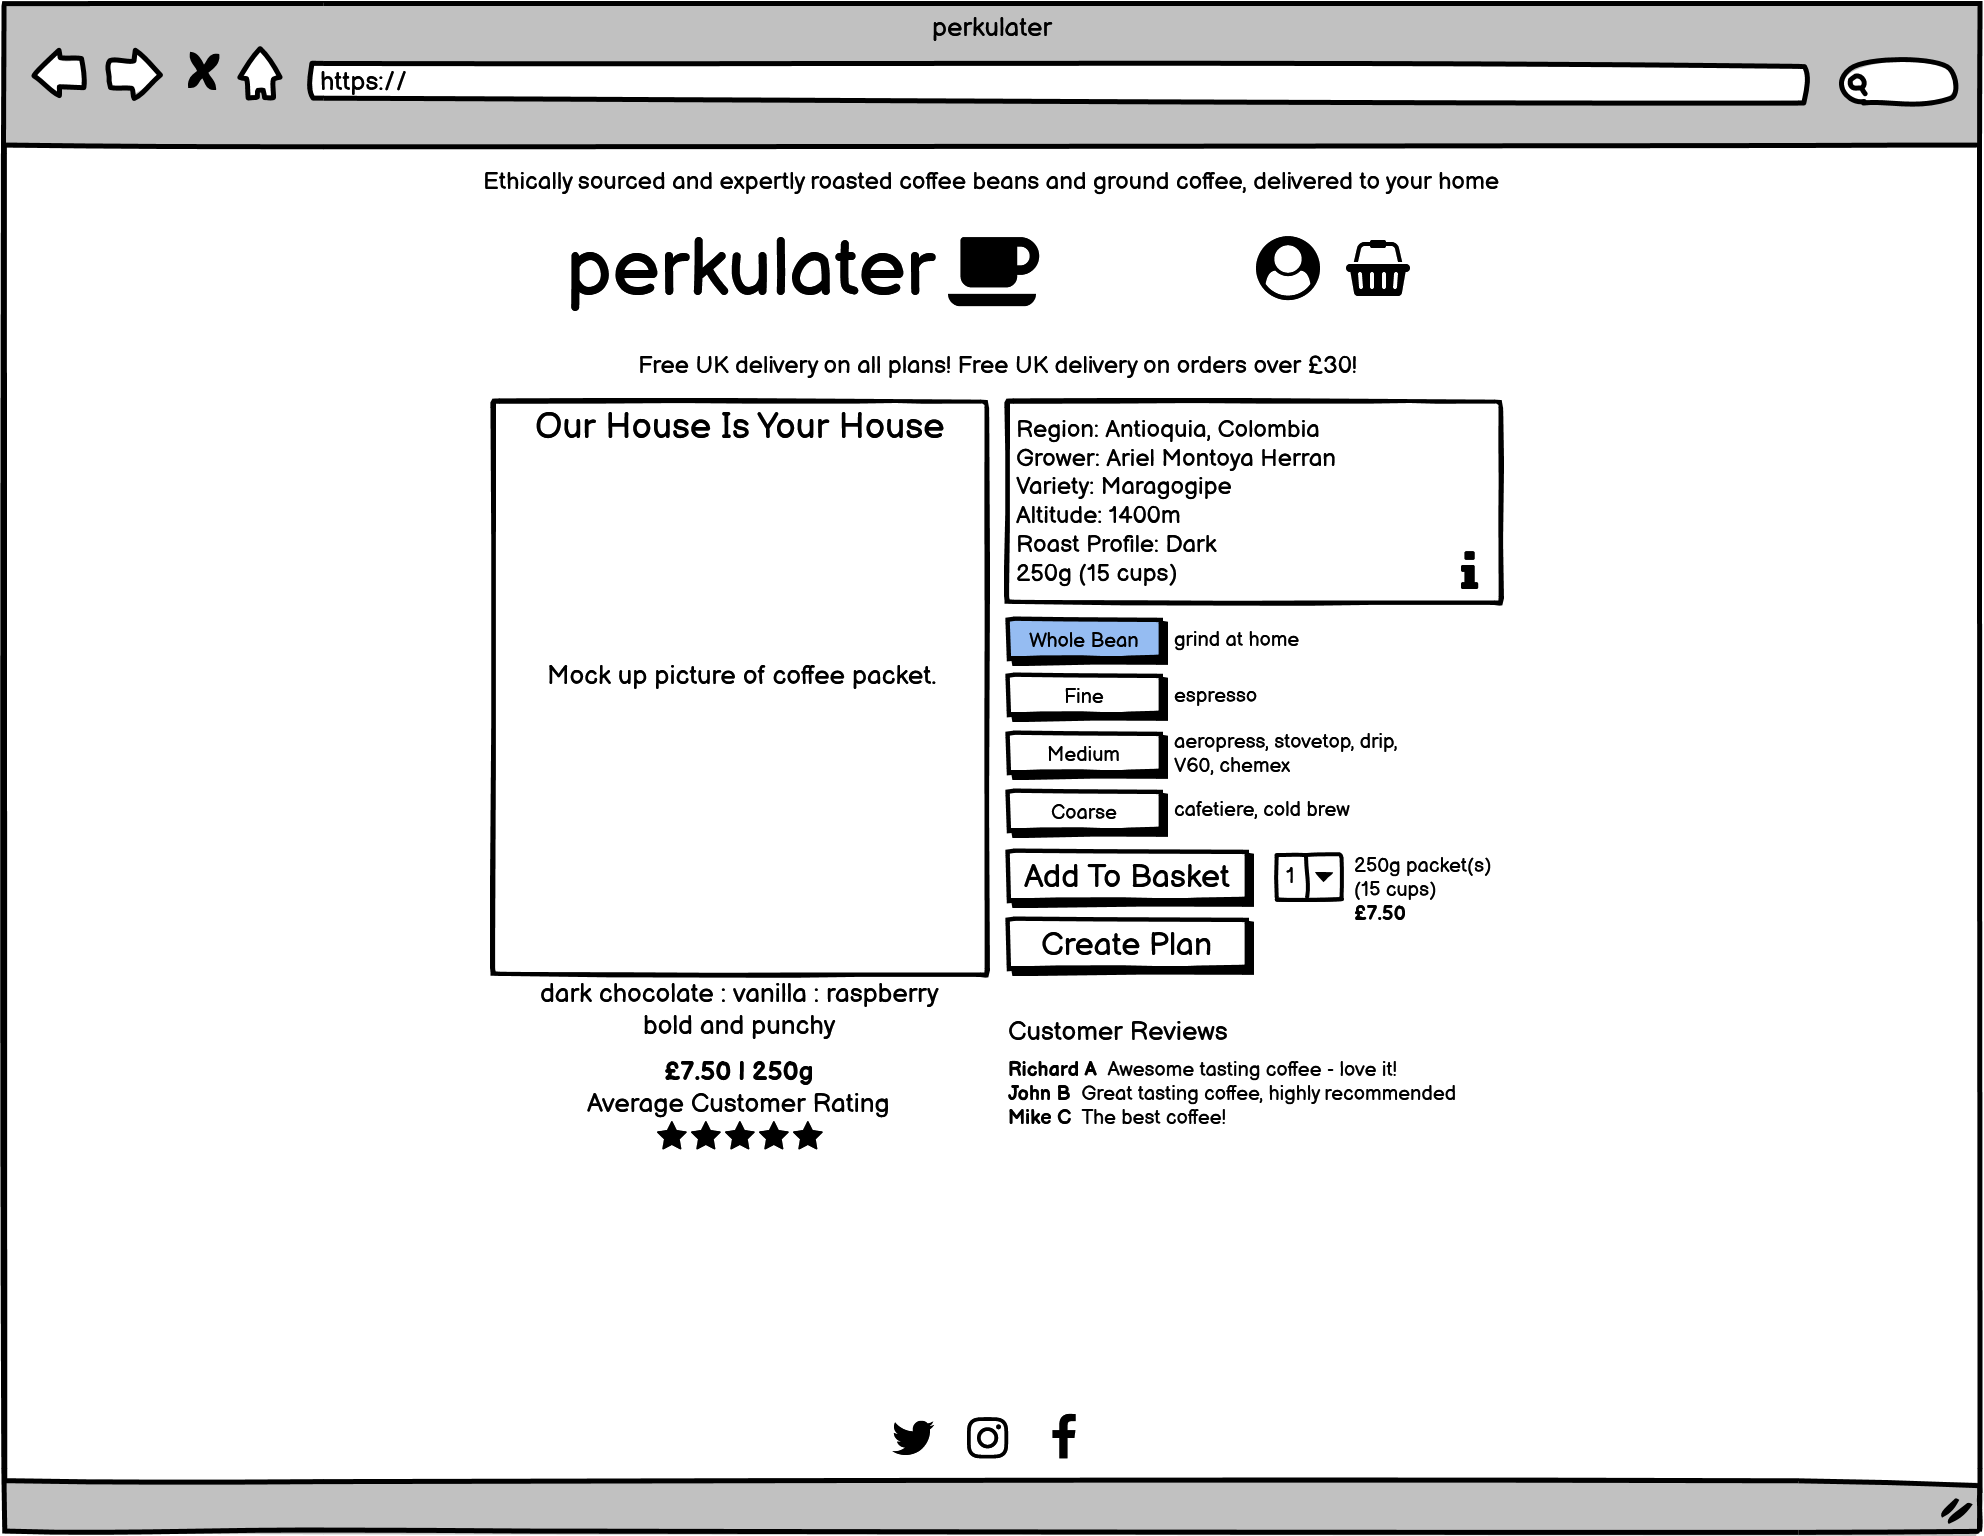 perkulater
https://
Ethically sourced and expertly roasted coffee beans and ground coffee, delivered to your home
perkulater
Free UK delivery on all plans! Free UK delivery on orders over £30!
Our House Is Your House
Mock up picture of coffee packet.
dark chocolate : vanilla : raspberry
bold and punchy
£7.50 | 250g
Average Customer Rating
Region: Antioquia, Colombia
Grower: Ariel Montoya Herran
Variety: Maragogipe
Altitude: 1400m
Roast Profile: Dark
250g (15 cups)
Whole Bean grind at home
Fine espresso
Medium aeropress, stovetop, drip,
V60, chemex
Coarse cafetiere, cold brew
Add To Basket 1 250g packet(s)
(15 cups)
£7.50
Create Plan
Customer Reviews
Richard A Awesome tasting coffee - love it!
John B Great tasting coffee, highly recommended
Mike C The best coffee!